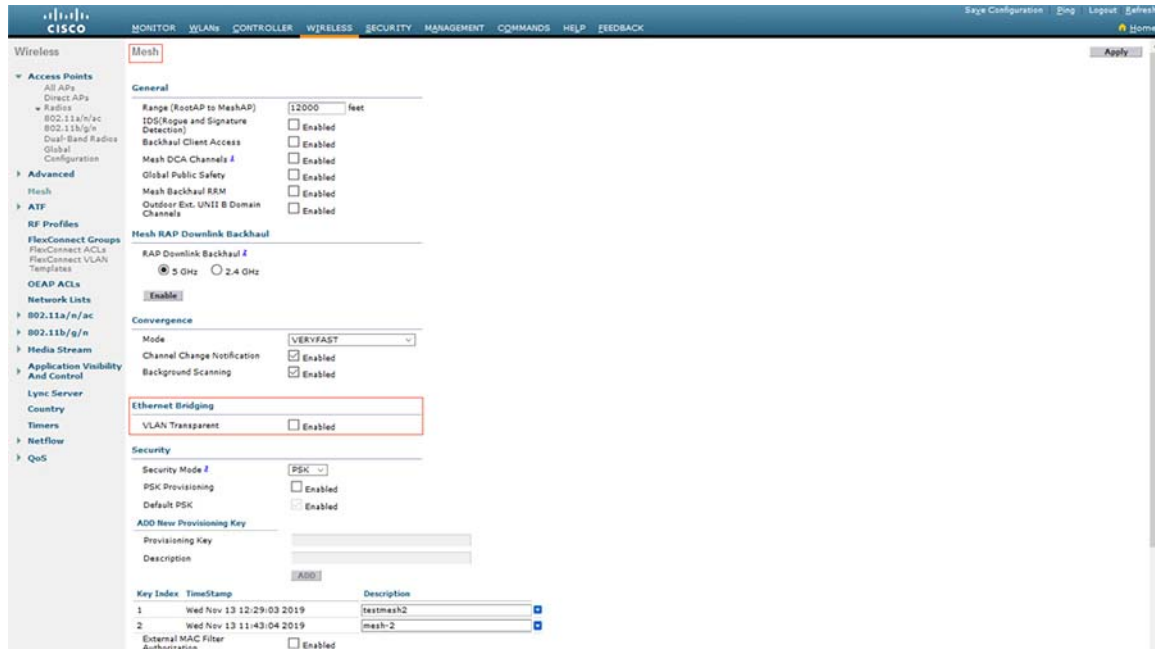 Save Configuration Ping Logout Refresh
CISCO
MONITOR WLANs CONTROLLER WIRELESS SECURITY MANAGEMENT COMMANDS HELP FEEDBACK
Home
Wireless
Access Points
All APs
Direct APs
Radios
802.11a/n/ac
802.11b/g/n
Dual-Band Radios
Global
Configuration
Advanced
Mesh
ATF
RF Profiles
FlexConnect Groups
FlexConnect ACLs
FlexConnect VLAN
Templates
OEAP ACLs
Network Lists
802.11a/n/ac
802.11b/g/n
Media Stream
Application Visibility
And Control
Lync Server
Country
Timers
Netflow
QoS
Mesh
Apply
General
Range (RootAP to MeshAP) 12000 feet
IDS(Rogue and Signature
Detection) Enabled
Backhaul Client Access Enabled
Mesh DCA Channels Enabled
Global Public Safety Enabled
Mesh Backhaul RRM Enabled
Outdoor Ext. UNII B Domain
Channels Enabled
Mesh RAP Downlink Backhaul
RAP Downlink Backhaul
5 GHz 2.4 GHz
Enable
Convergence
Mode VERYFAST
Channel Change Notification Enabled
Background Scanning Enabled
Ethernet Bridging
VLAN Transparent Enabled
Security
Security Mode PSK
PSK Provisioning Enabled
Default PSK Enabled
ADD New Provisioning Key
Provisioning Key
Description
ADD
Key Index TimeStamp Description
1 Wed Nov 13 12:29:03 2019 testmesh2
2 Wed Nov 13 11:43:04 2019 mesh-2
External MAC Filter
Authorization Enabled